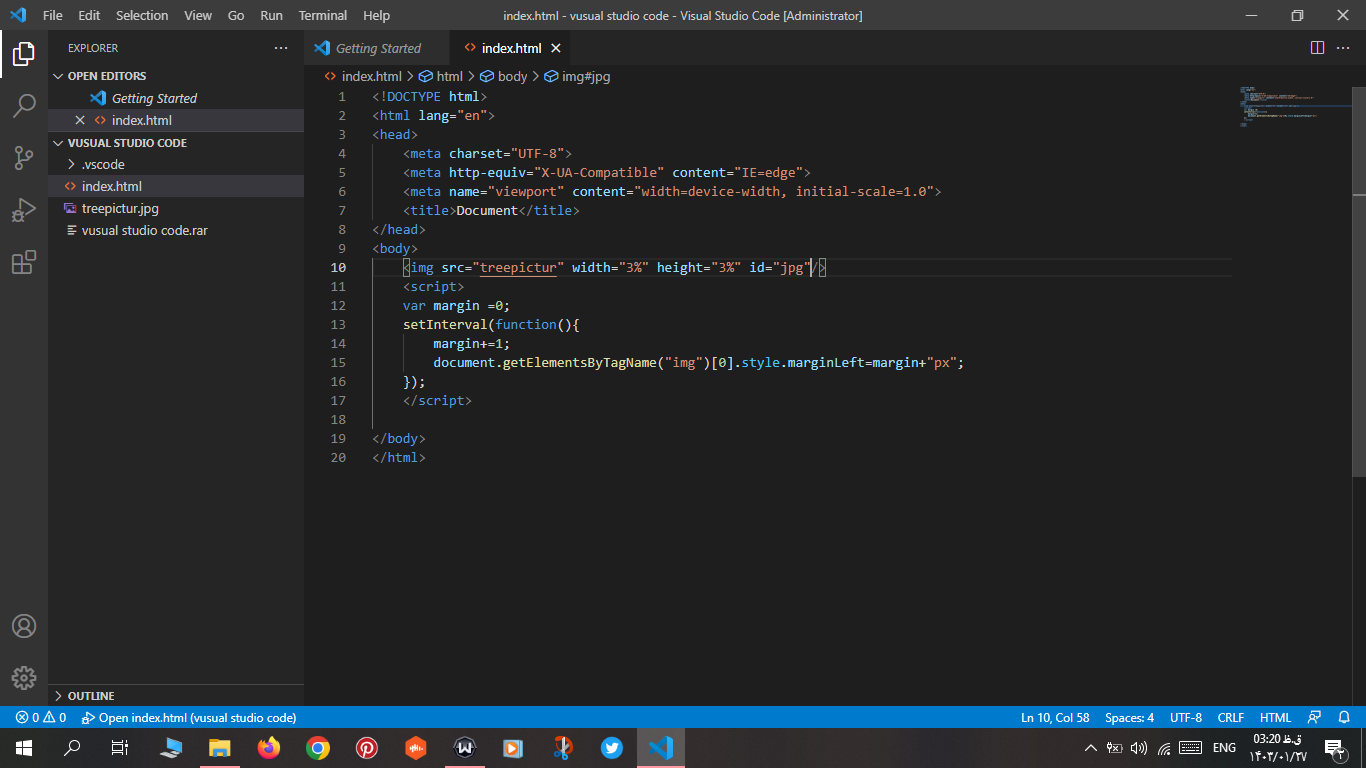 File Edit Selection View Go Run Terminal Help
index.html - vusual studio code - Visual Studio Code [Administrator]
EXPLORER
OPEN EDITORS
Getting Started
index.html
VUSUAL STUDIO CODE
.vscode
index.html
treepictur.jpg
vusual studio code.rar
OUTLINE
Getting Started index.html
index.html > html > body > img#jpg
1 <!DOCTYPE html>
2 <html lang="en">
3 <head>
4 <meta charset="UTF-8">
5 <meta http-equiv="X-UA-Compatible" content="IE=edge">
6 <meta name="viewport" content="width=device-width, initial-scale=1.0">
7 <title>Document</title>
8 </head>
9 <body>
10 <img src="treepictur" width="3%" height="3%" id="jpg"/>
11 <script>
12 var margin =0;
13 setInterval(function(){
14 margin+=1;
15 document.getElementsByTagName("img")[0].style.marginLeft=margin+"px";
16 });
17 </script>
18
19 </body>
20 </html>
0 0 Open index.html (vusual studio code)
Ln 10, Col 58 Spaces: 4 UTF-8 CRLF HTML
ENG
03:20 ق.ظ
۱۴۰۳/۰۱/۲۷
۲